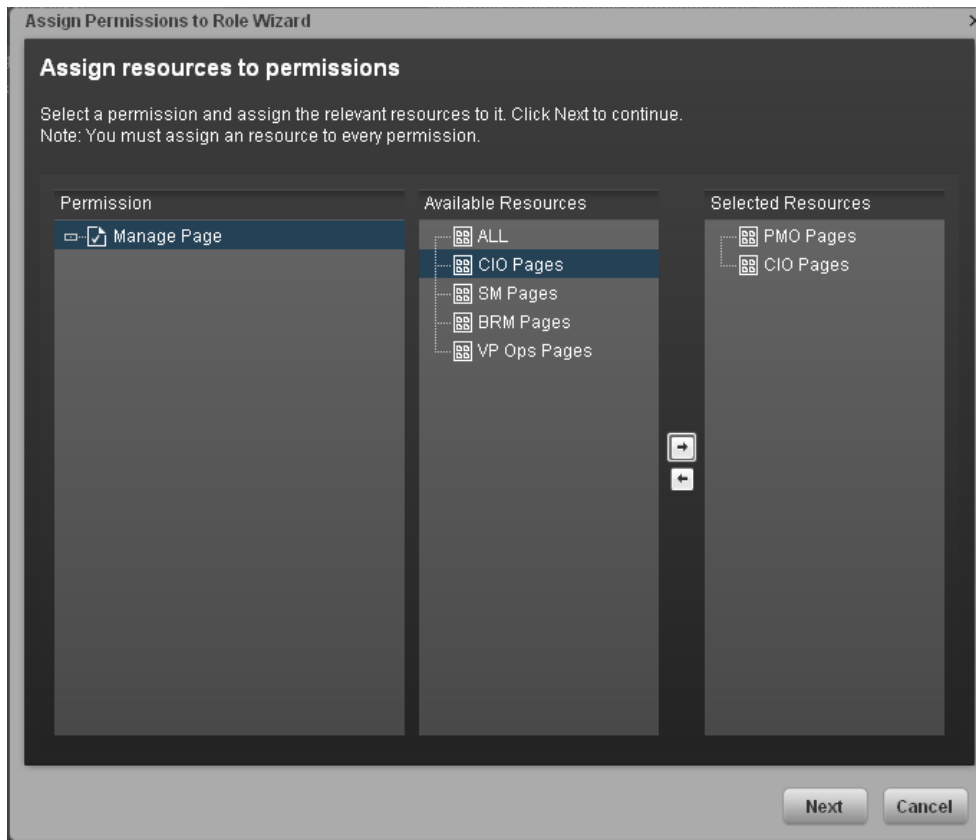 Assign Permissions to Role Wizard
Assign resources to permissions
Select a permission and assign the relevant resources to it. Click Next to continue.
Note: You must assign an resource to every permission.
Permission
Manage Page
Available Resources
ALL
CIO Pages
SM Pages
BRM Pages
VP Ops Pages
Selected Resources
PMO Pages
CIO Pages
Next
Cancel